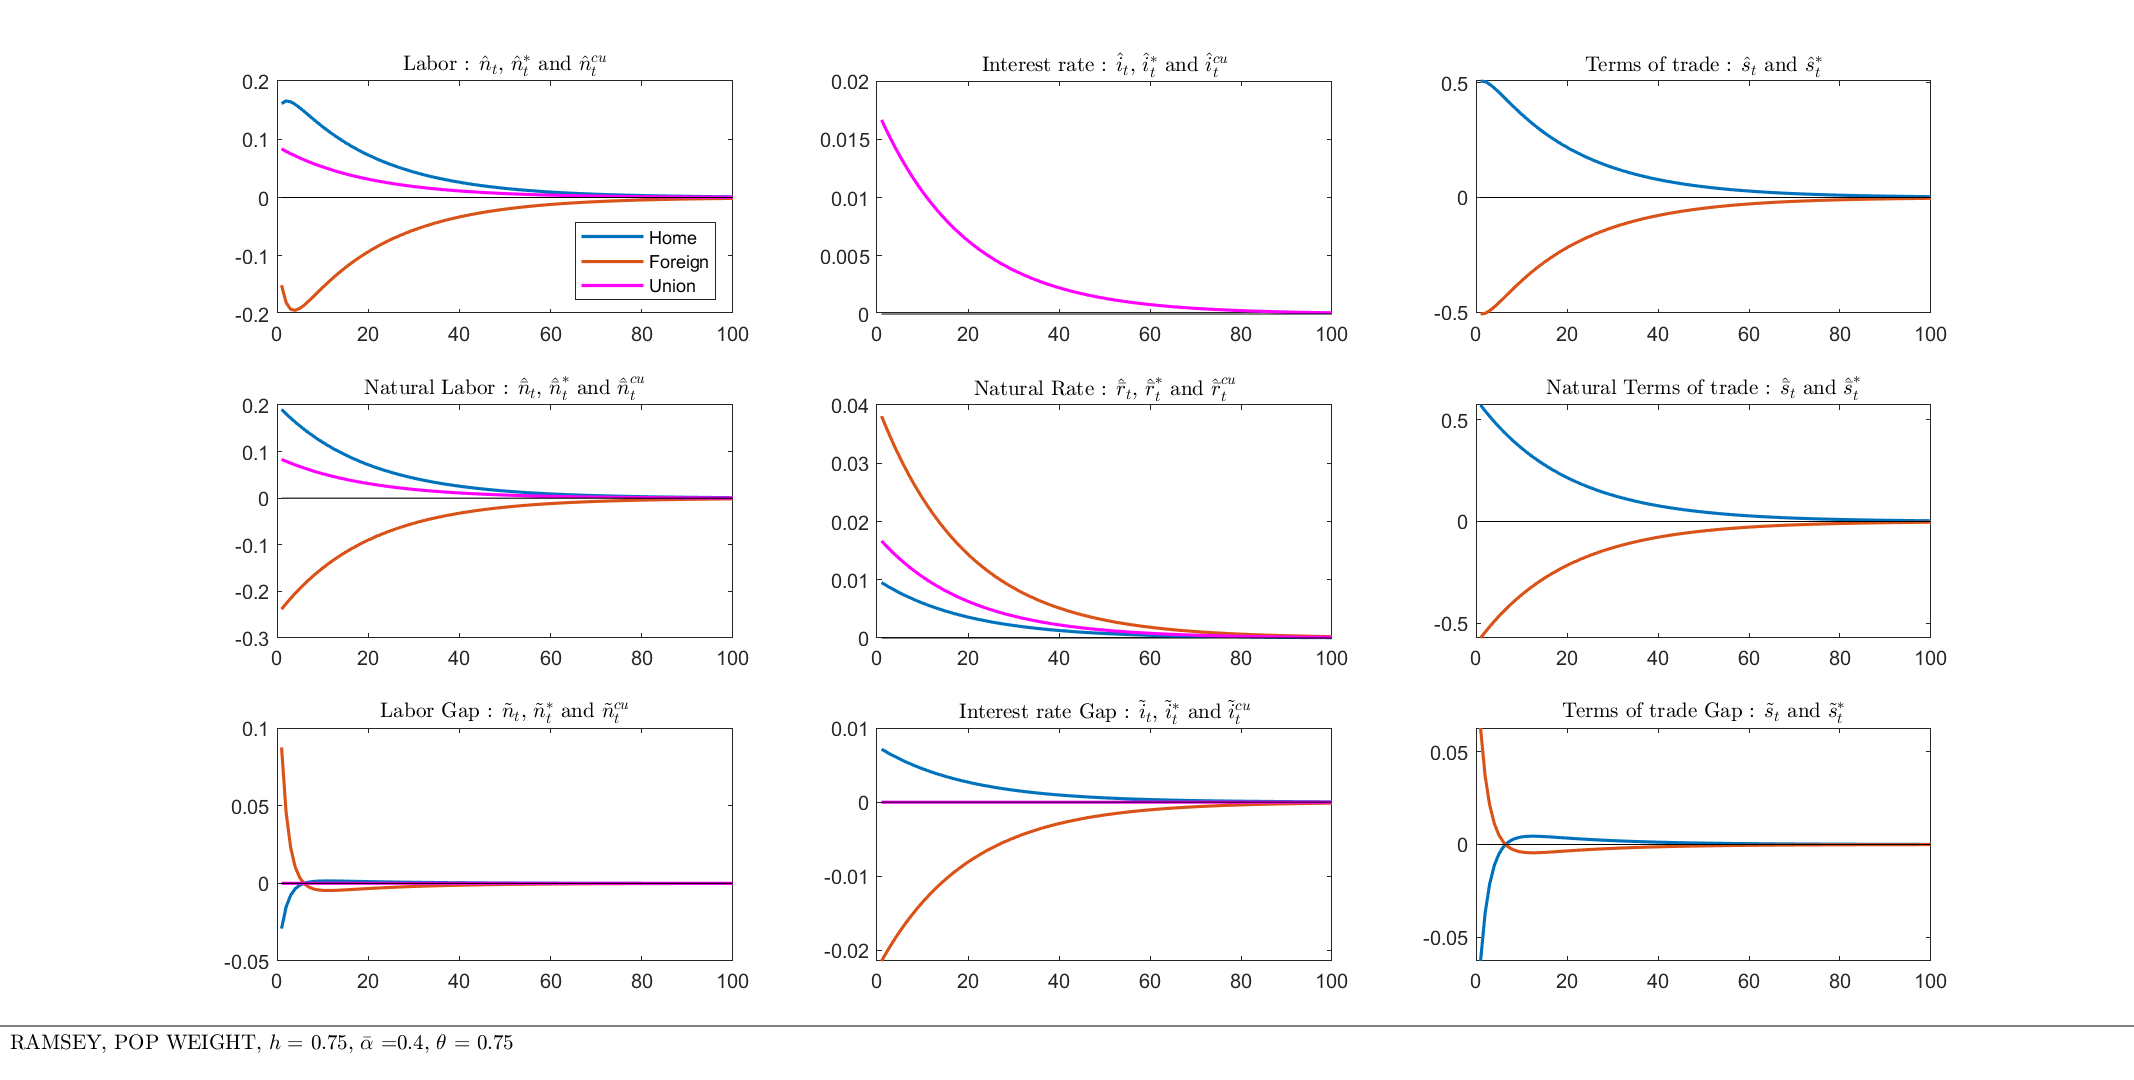 Labor : n̂_t, n̂*_t and n̂^cu_t
Interest rate : î_t, î*_t and î^cu_t
Terms of trade : ŝ_t and ŝ*_t
0.2
0.1
0
-0.1
-0.2
0 20 40 60 80 100
Home
Foreign
Union
0.02
0.015
0.01
0.005
0
0 20 40 60 80 100
0.5
0
-0.5
0 20 40 60 80 100
Natural Labor : n̄̂_t, n̄̂*_t and n̄̂^cu_t
Natural Rate : r̄̂_t, r̄̂*_t and r̄̂^cu_t
Natural Terms of trade : s̄̂_t and s̄̂*_t
0.2
0.1
0
-0.1
-0.2
-0.3
0 20 40 60 80 100
0.04
0.03
0.02
0.01
0
0 20 40 60 80 100
0.5
0
-0.5
0 20 40 60 80 100
Labor Gap : ñ_t, ñ*_t and ñ^cu_t
Interest rate Gap : ĩ_t, ĩ*_t and ĩ^cu_t
Terms of trade Gap : s̃_t and s̃*_t
0.1
0.05
0
-0.05
0 20 40 60 80 100
0.01
0
-0.01
-0.02
0 20 40 60 80 100
0.05
0
-0.05
0 20 40 60 80 100
RAMSEY, POP WEIGHT, h = 0.75, ᾱ =0.4, θ = 0.75